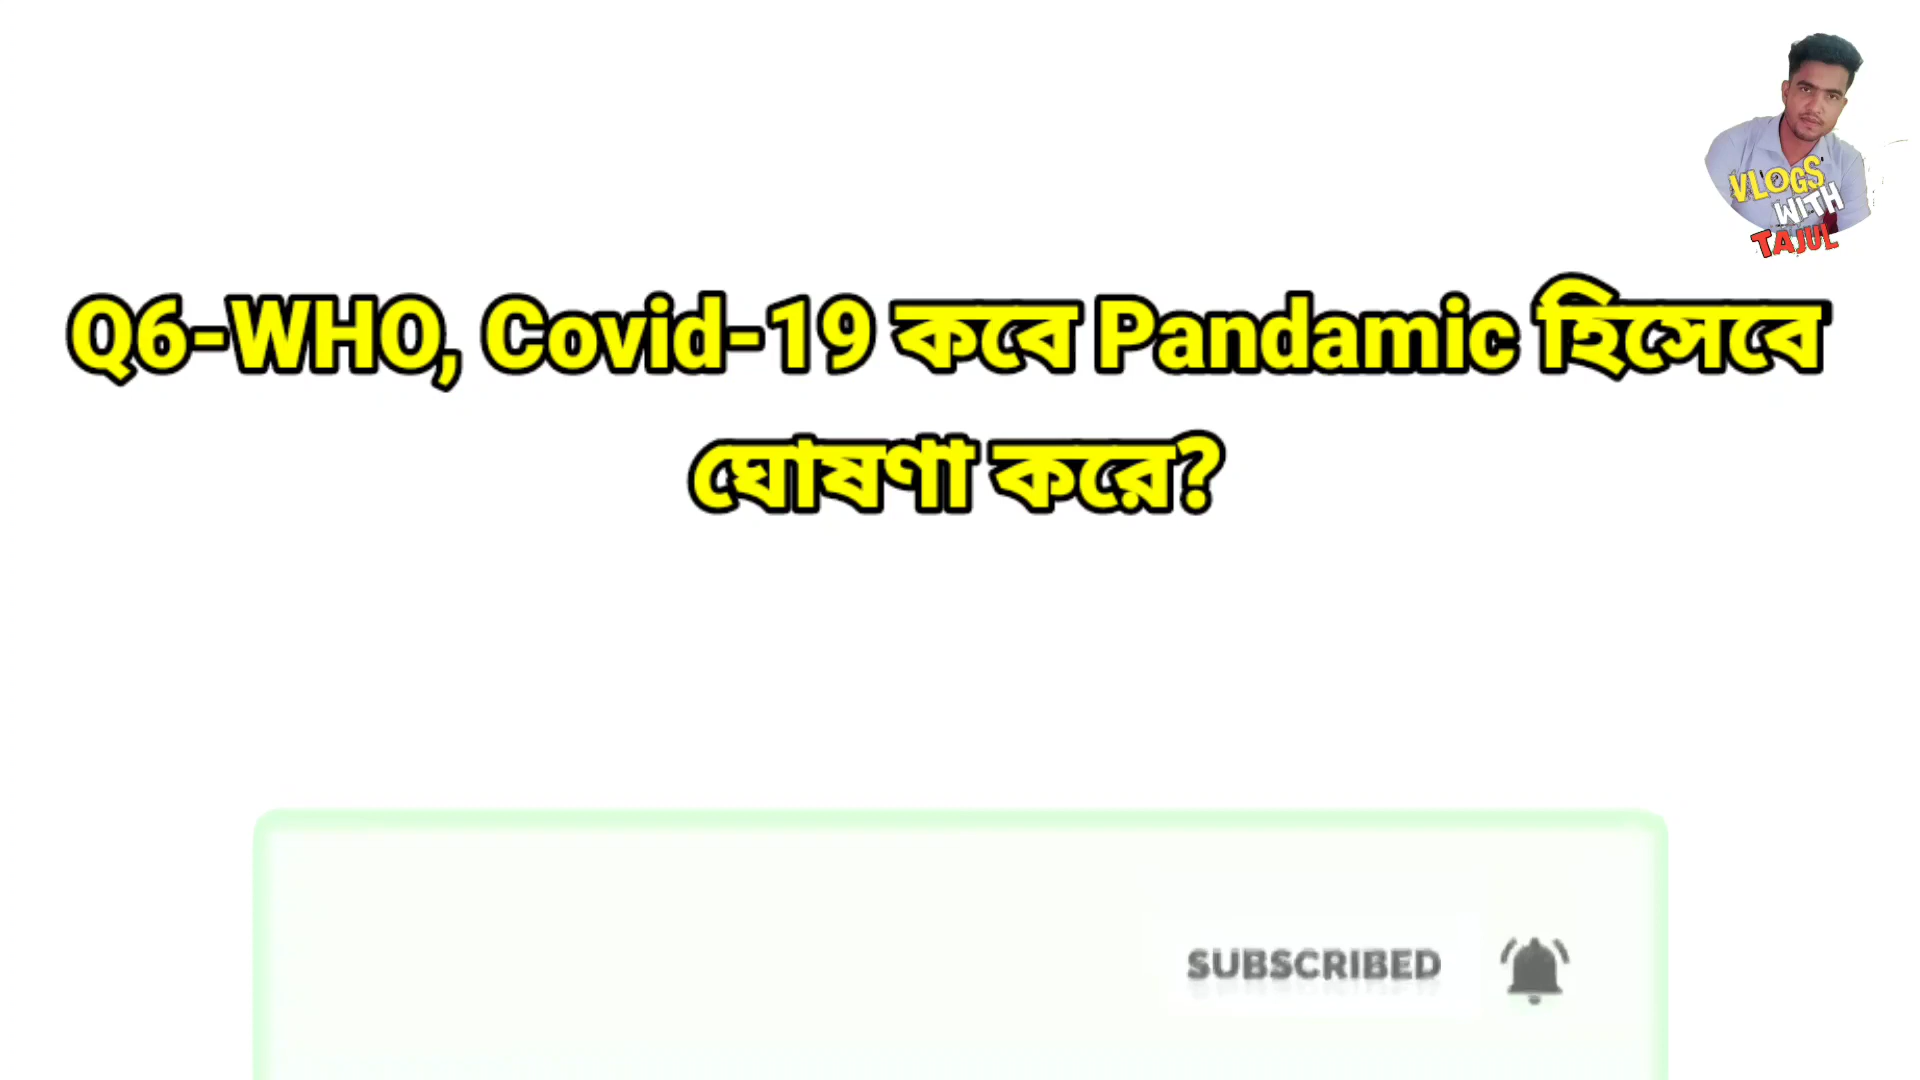 VLOGS
WITH
TAJUL
Q6-WHO, Covid-19 কবে Pandamic হিসেবে
ঘোষণা করে?
SUBSCRIBED